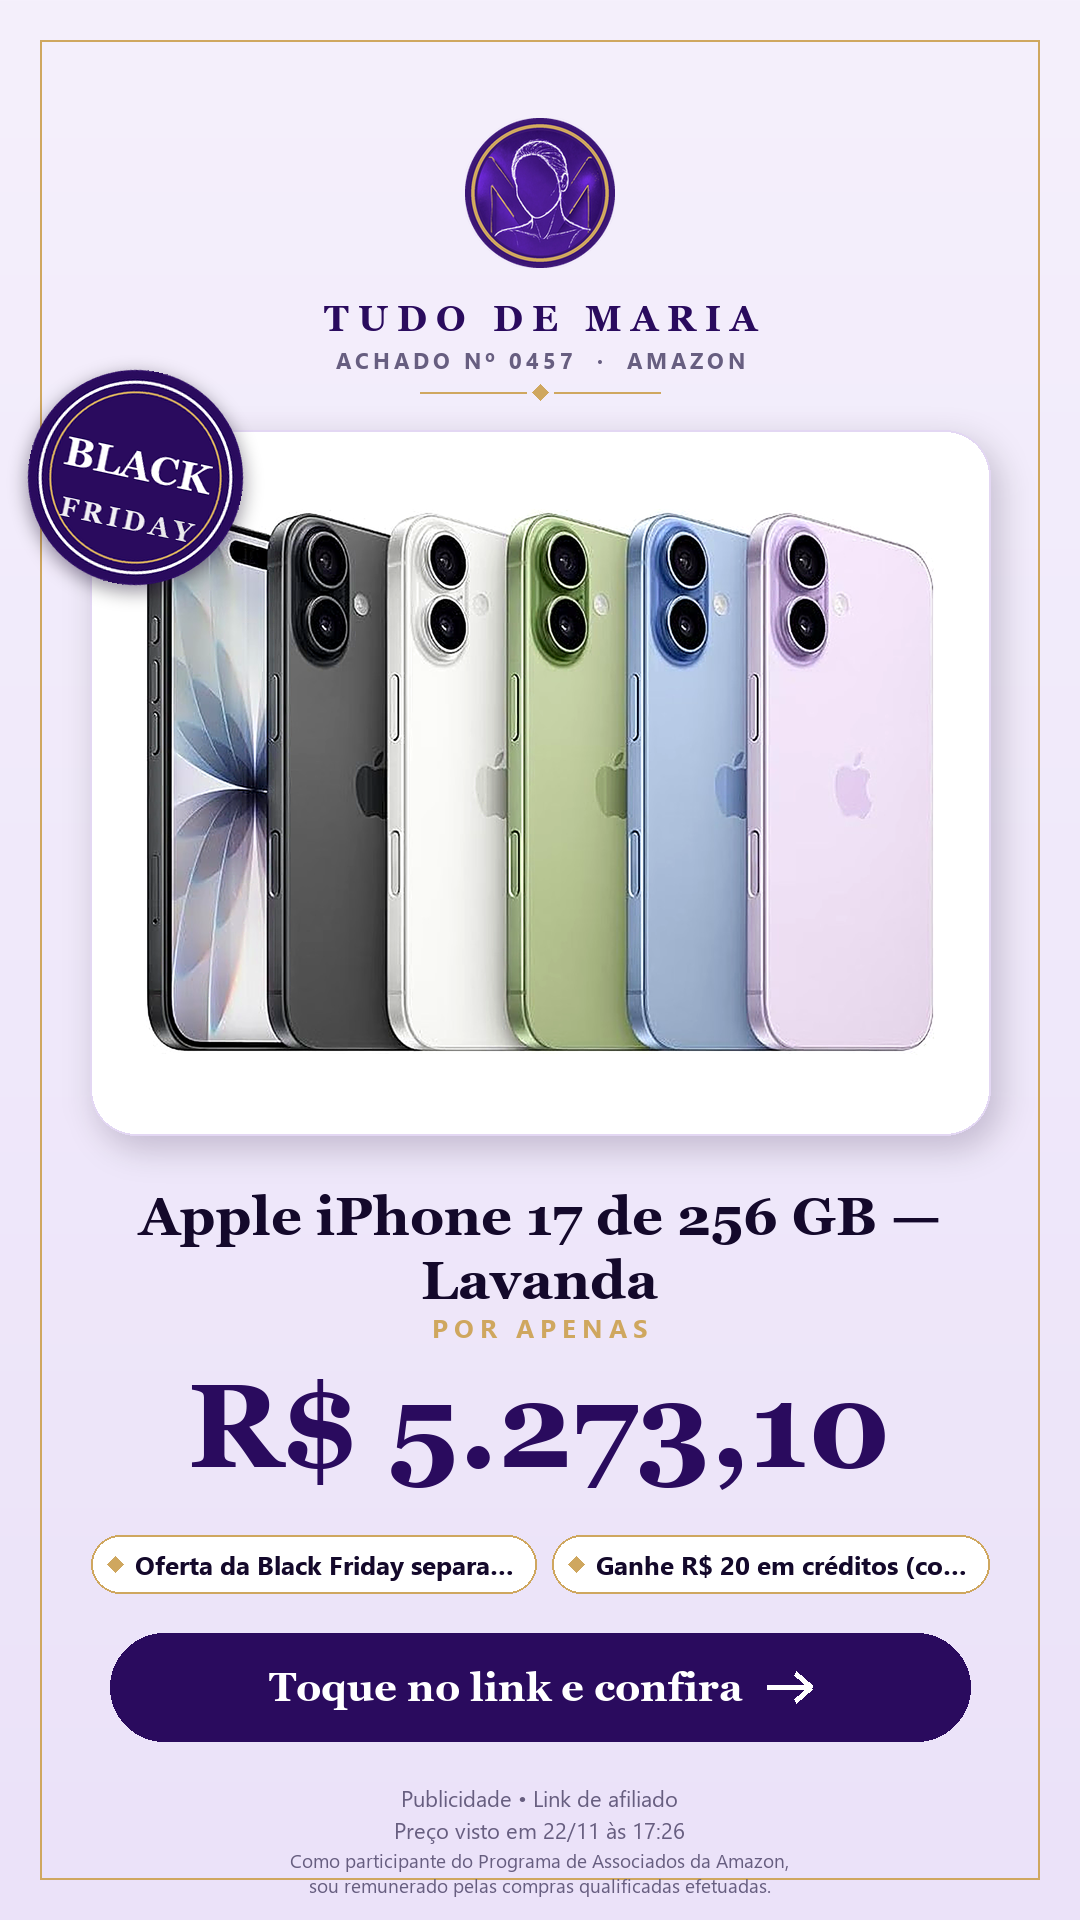 TUDO DE MARIA
ACHADO Nº 0457 · AMAZON
BLACK
FRIDAY
Apple iPhone 17 de 256 GB —
Lavanda
POR APENAS
R$ 5.273,10
Oferta da Black Friday separa...
Ganhe R$ 20 em créditos (co...
Toque no link e confira →
Publicidade • Link de afiliado
Preço visto em 22/11 às 17:26
Como participante do Programa de Associados da Amazon,
sou remunerado pelas compras qualificadas efetuadas.